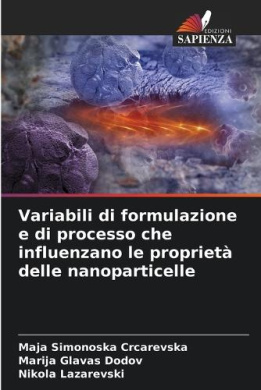 EDIZIONI
SAPIENZA
Variabili di formulazione
e di processo che
influenzano le proprietà
delle nanoparticelle
Maja Simonoska Crcarevska
Marija Glavas Dodov
Nikola Lazarevski